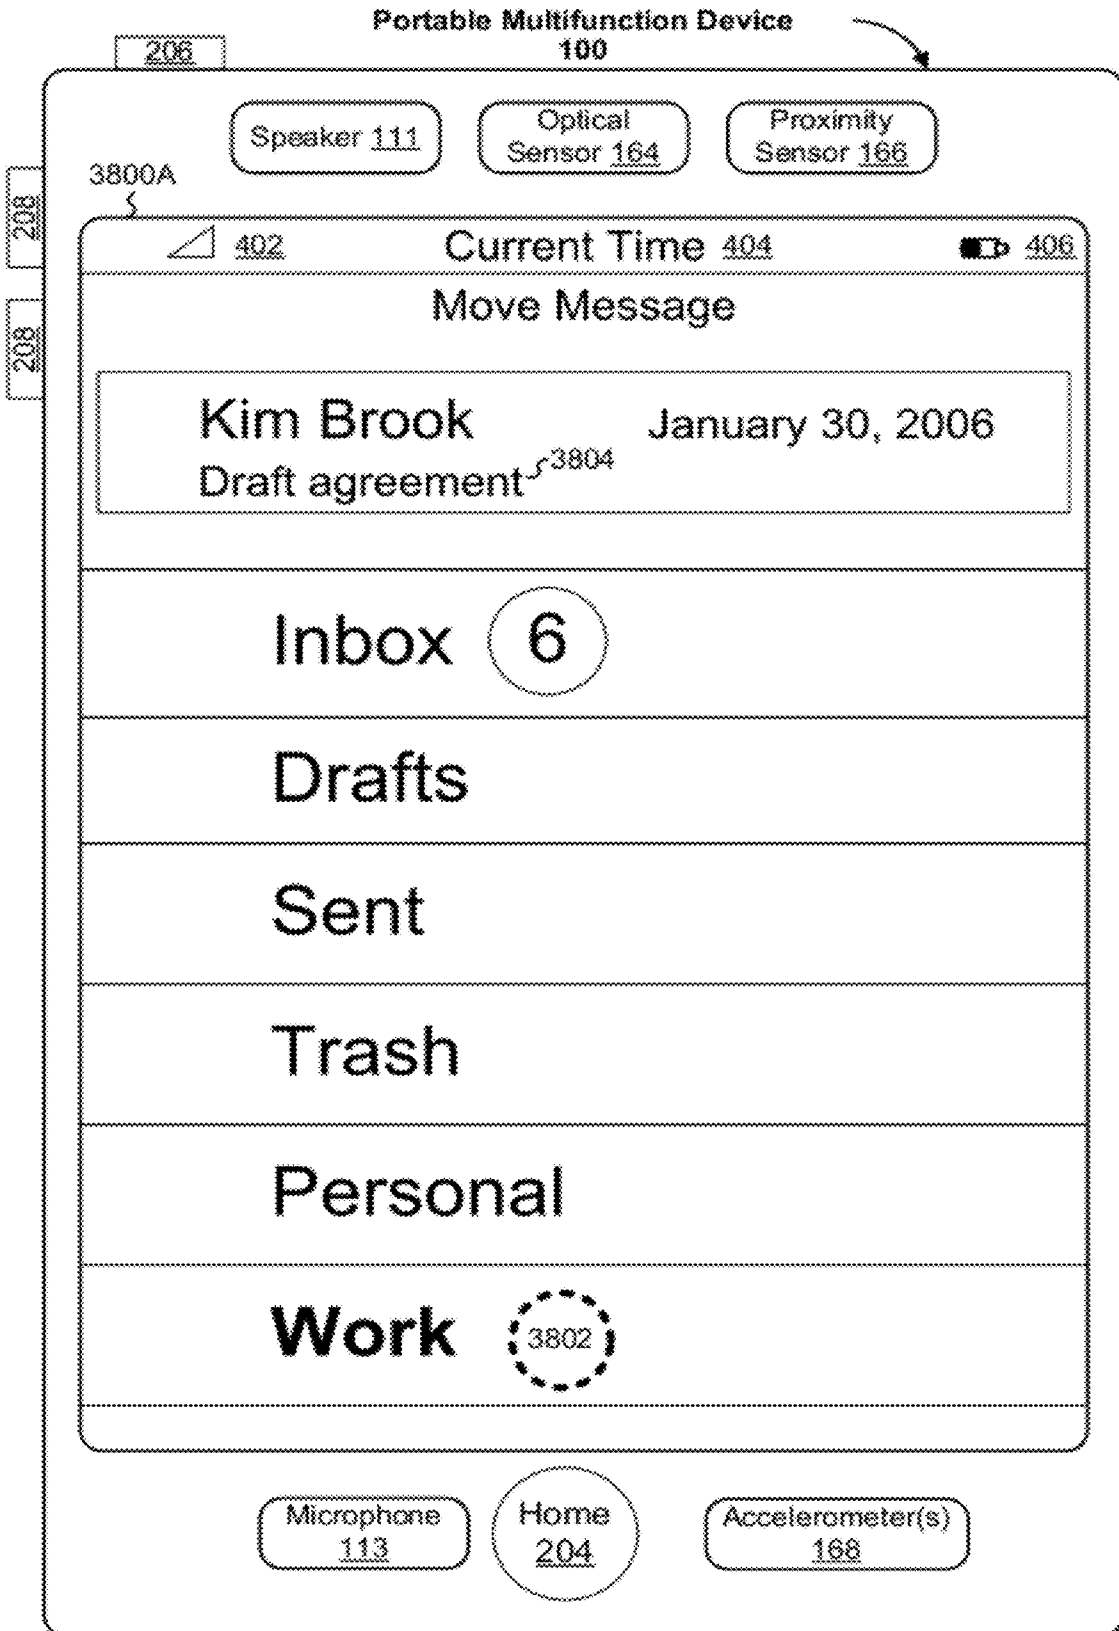 Portable Multifunction Device
100
206
Speaker 111
Optical
Sensor 164
Proximity
Sensor 166
3800A
208
208
402
Current Time 404
406
Move Message
Kim Brook
January 30, 2006
Draft agreement
3804
Inbox 6
Drafts
Sent
Trash
Personal
Work
3802
Microphone
113
Home
204
Accelerometer(s)
168